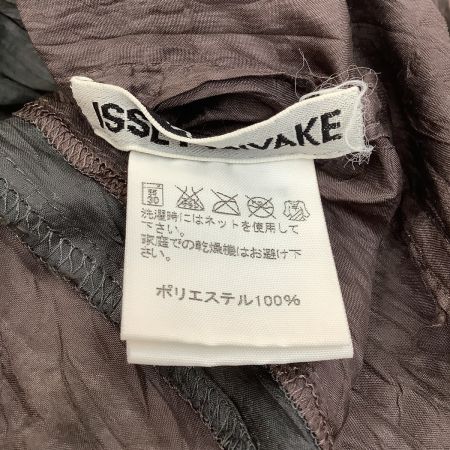 ISSEY MIYAKE
洗濯時にはネットを使用して
下さい。
家庭での乾燥機はお避け下
さい。
ポリエステル100%